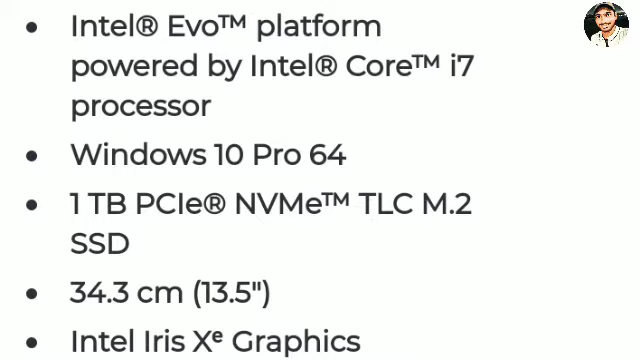 • Intel® Evo™ platform
powered by Intel® Core™ i7
processor
• Windows 10 Pro 64
• 1 TB PCIe® NVMe™ TLC M.2
SSD
• 34.3 cm (13.5")
• Intel Iris Xᵉ Graphics